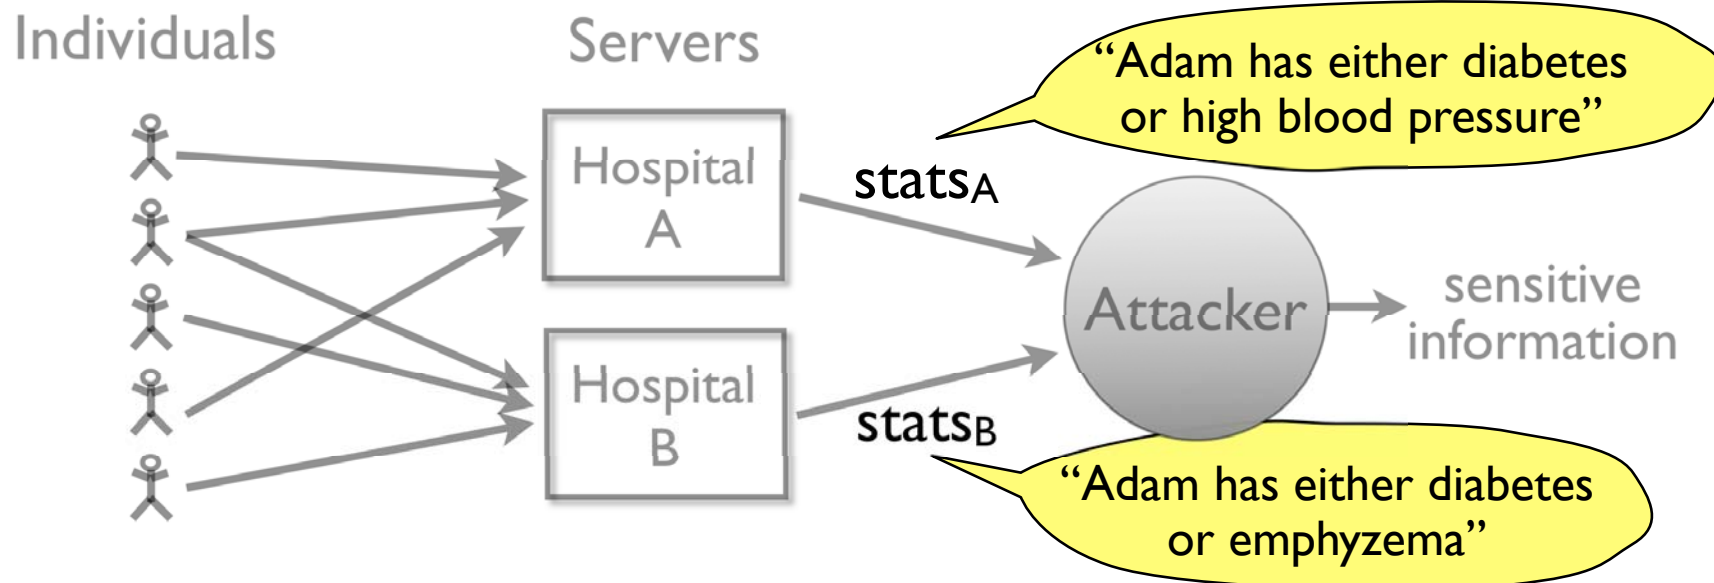 Individuals
Servers
“Adam has either diabetes
or high blood pressure”
Hospital
A
statsA
Attacker
sensitive
information
Hospital
B
statsB
“Adam has either diabetes
or emphyzema”